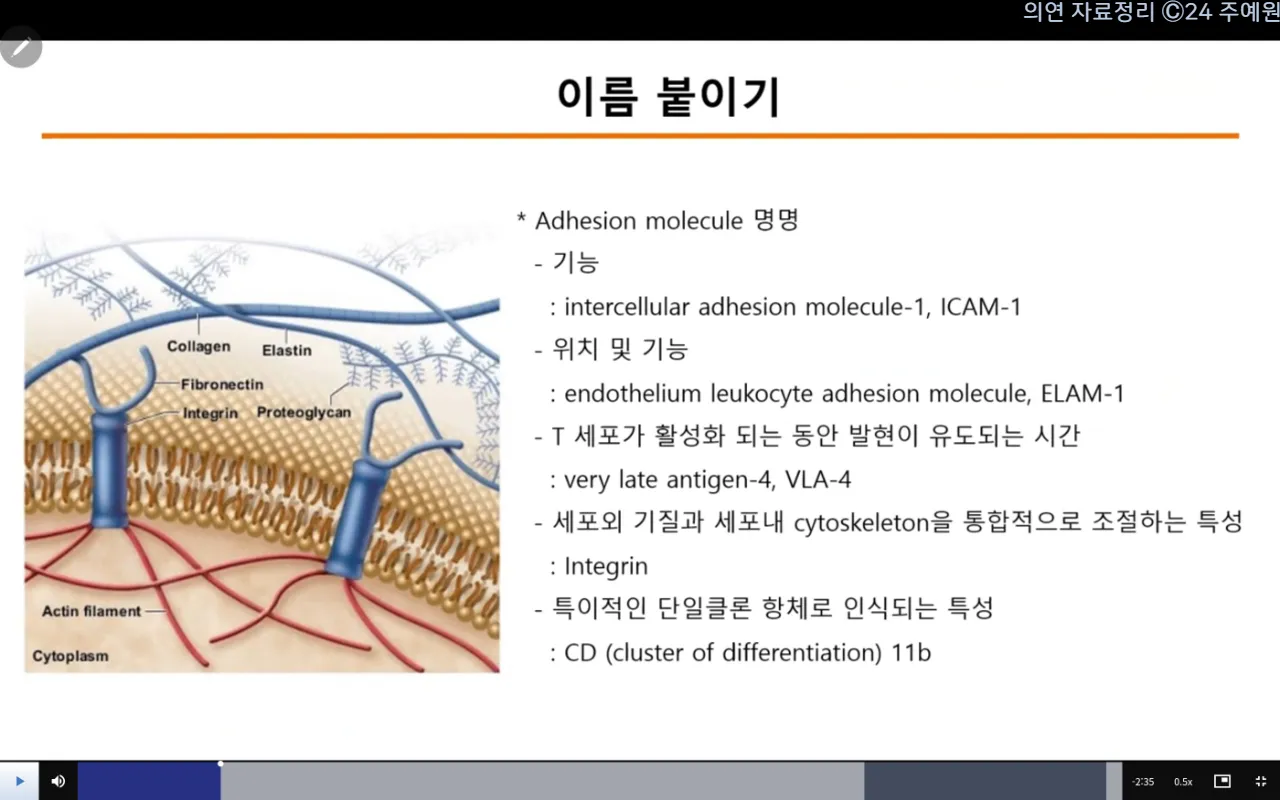 의연 자료정리 ©24 주예원
이름 붙이기
* Adhesion molecule 명명
- 기능
: intercellular adhesion molecule-1, ICAM-1
- 위치 및 기능
: endothelium leukocyte adhesion molecule, ELAM-1
- T 세포가 활성화 되는 동안 발현이 유도되는 시간
: very late antigen-4, VLA-4
- 세포외 기질과 세포내 cytoskeleton을 통합적으로 조절하는 특성
: Integrin
- 특이적인 단일클론 항체로 인식되는 특성
: CD (cluster of differentiation) 11b
Collagen
Elastin
Fibronectin
Integrin
Proteoglycan
Actin filament
Cytoplasm
-2:35
0.5x